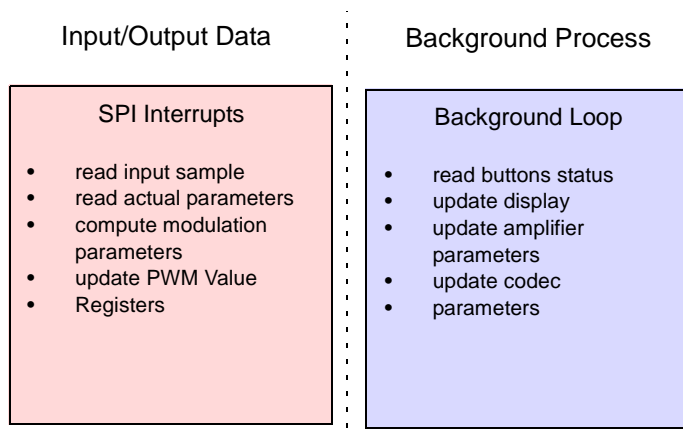 Input/Output Data
SPI Interrupts
• read input sample
• read actual parameters
• compute modulation
parameters
• update PWM Value
• Registers
Background Process
Background Loop
• read buttons status
• update display
• update amplifier
parameters
• update codec
• parameters